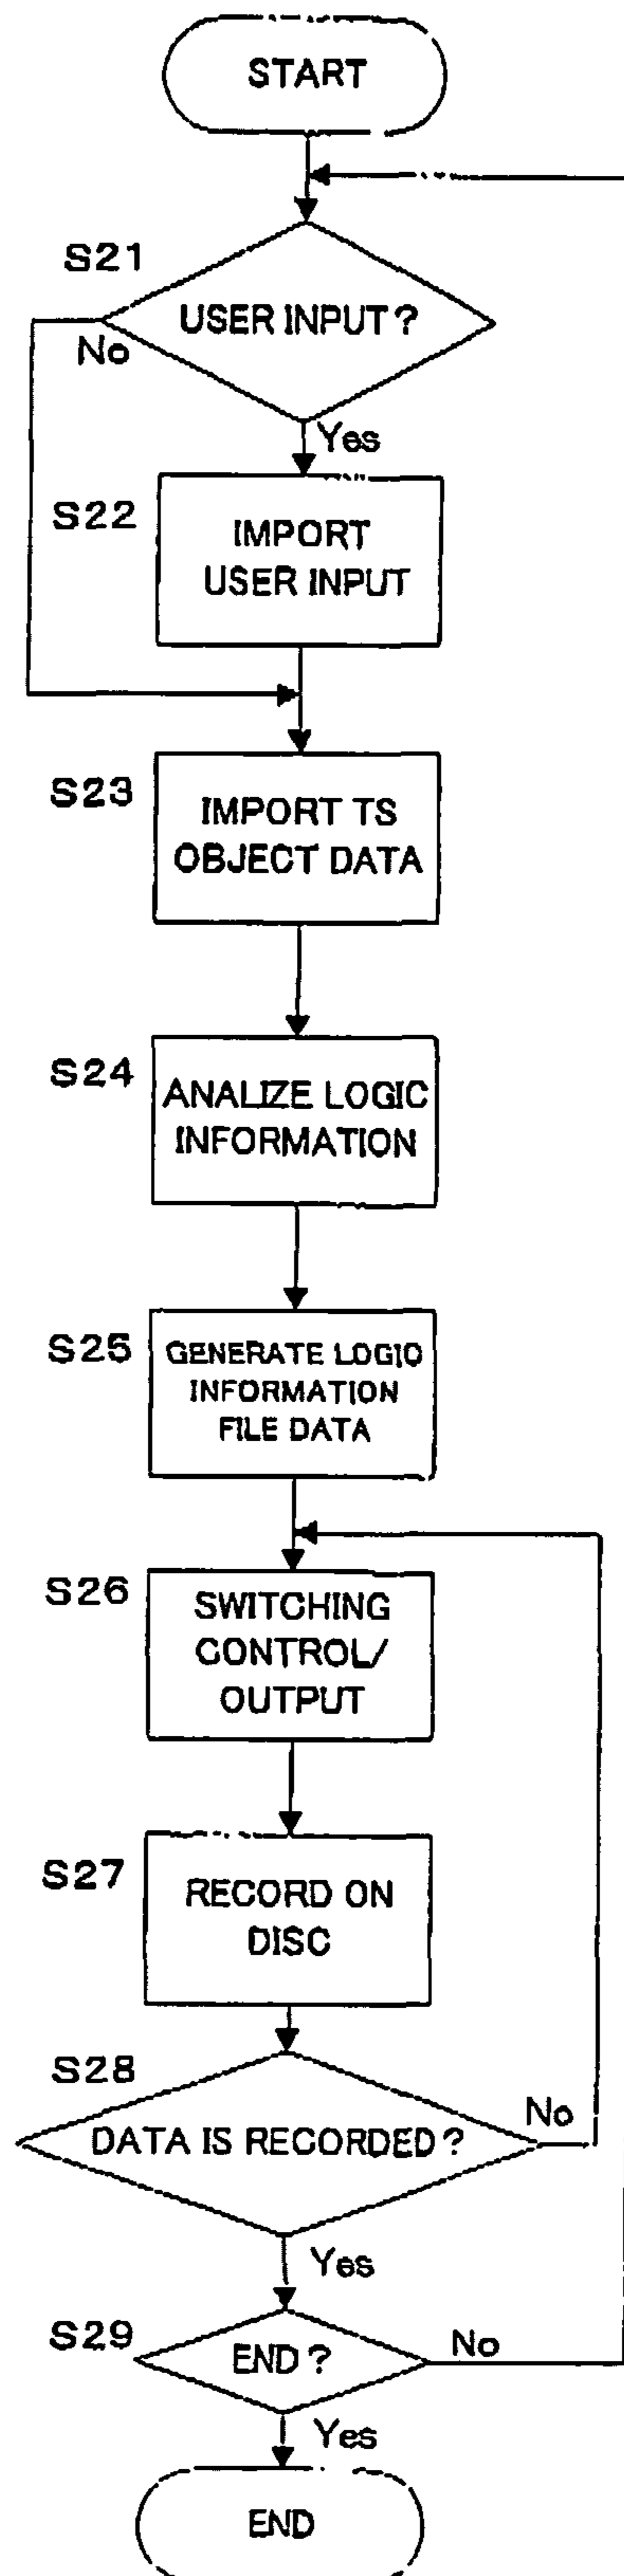 START
S21
USER INPUT?
No
Yes
S22
IMPORT
USER INPUT
S23
IMPORT TS
OBJECT DATA
S24
ANALIZE LOGIC
INFORMATION
S25
GENERATE LOGIC
INFORMATION
FILE DATA
S26
SWITCHING
CONTROL/
OUTPUT
S27
RECORD ON
DISC
S28
DATA IS RECORDED?
No
Yes
S29
END?
No
Yes
END